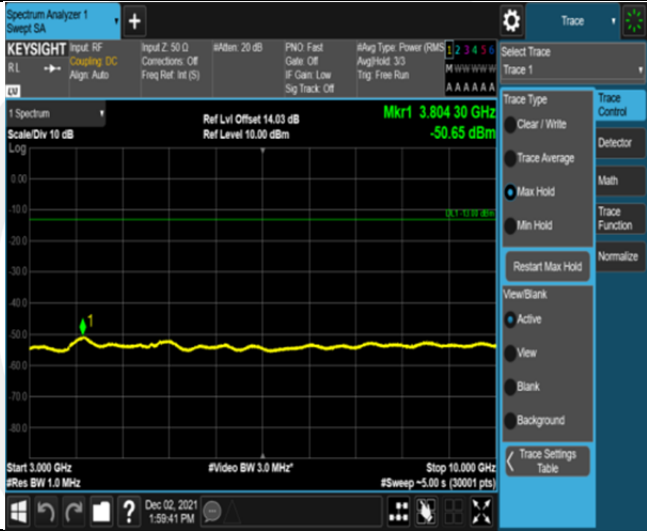 Spectrum Analyzer 1
Swept SA
+
Trace
KEYSIGHT
RL
Input: RF
Coupling: DC
Align: Auto
Input Z: 50 Ω
Corrections: Off
Freq Ref: Int (S)
#Atten: 20 dB
PNO: Fast
Gate: Off
IF Gain: Low
Sig Track: Off
#Avg Type: Power (RMS
Avg|Hold: 3/3
Trig: Free Run
1 2 3 4 5 6
M W W W W W
A A A A A A
Select Trace
Trace 1
1 Spectrum
Scale/Div 10 dB
Log
Ref Lvl Offset 14.03 dB
Ref Level 10.00 dBm
Mkr1 3.804 30 GHz
-50.65 dBm
0.00
-10.0
-20.0
-30.0
-40.0
-50.0
-60.0
-70.0
-80.0
DL1 -13.00 dBm
1
Start 3.000 GHz
#Res BW 1.0 MHz
#Video BW 3.0 MHz*
Stop 10.000 GHz
#Sweep ~5.00 s (30001 pts)
Trace Type
Clear / Write
Trace Average
Max Hold
Min Hold
Restart Max Hold
View/Blank
Active
View
Blank
Background
Trace Settings
Table
Trace
Control
Detector
Math
Trace
Function
Normalize
?
Dec 02, 2021
1:59:41 PM